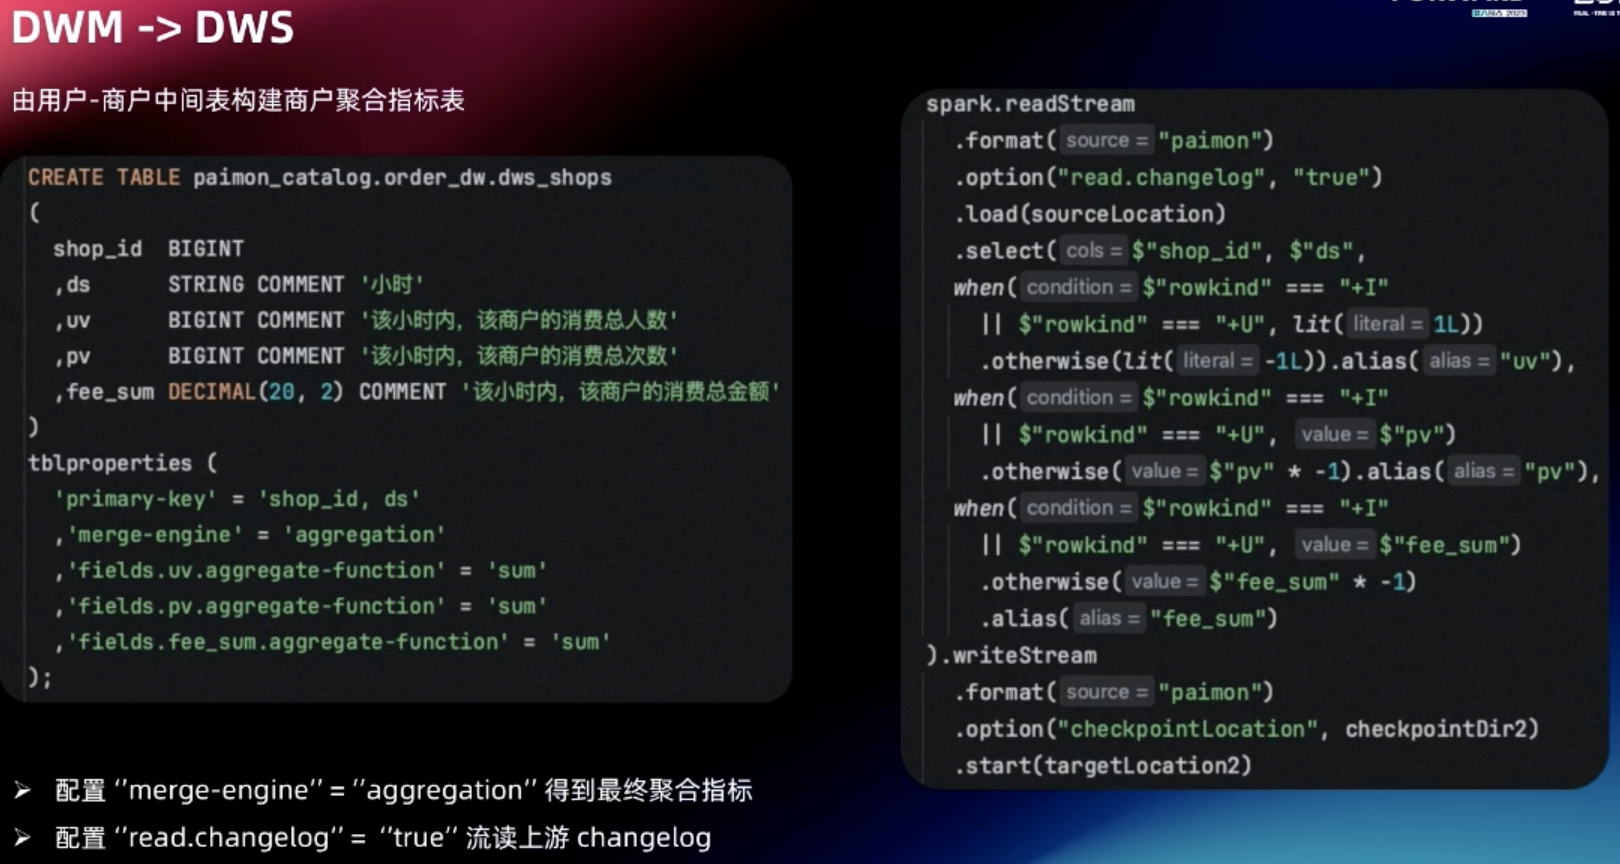 DWM -> DWS
由用户-商户中间表构建商户聚合指标表
CREATE TABLE paimon_catalog.order_dw.dws_shops
(
shop_id BIGINT
,ds STRING COMMENT '小时'
,uv BIGINT COMMENT '该小时内，该商户的消费总人数'
,pv BIGINT COMMENT '该小时内，该商户的消费总次数'
,fee_sum DECIMAL(20, 2) COMMENT '该小时内，该商户的消费总金额'
)
tblproperties (
'primary-key' = 'shop_id, ds'
,'merge-engine' = 'aggregation'
,'fields.uv.aggregate-function' = 'sum'
,'fields.pv.aggregate-function' = 'sum'
,'fields.fee_sum.aggregate-function' = 'sum'
);
➢ 配置 ‘’merge-engine’’ = ‘’aggregation’’ 得到最终聚合指标
➢ 配置 ‘’read.changelog’’ = ‘’true’’ 流读上游 changelog
spark.readStream
.format( source = "paimon")
.option("read.changelog", "true")
.load(sourceLocation)
.select( cols = $"shop_id", $"ds",
when( condition = $"rowkind" === "+I"
|| $"rowkind" === "+U", lit( literal = 1L))
.otherwise(lit( literal = -1L)).alias( alias = "uv"),
when( condition = $"rowkind" === "+I"
|| $"rowkind" === "+U", value = $"pv")
.otherwise( value = $"pv" * -1).alias( alias = "pv"),
when( condition = $"rowkind" === "+I"
|| $"rowkind" === "+U", value = $"fee_sum")
.otherwise( value = $"fee_sum" * -1)
.alias( alias = "fee_sum")
).writeStream
.format( source = "paimon")
.option("checkpointLocation", checkpointDir2)
.start(targetLocation2)